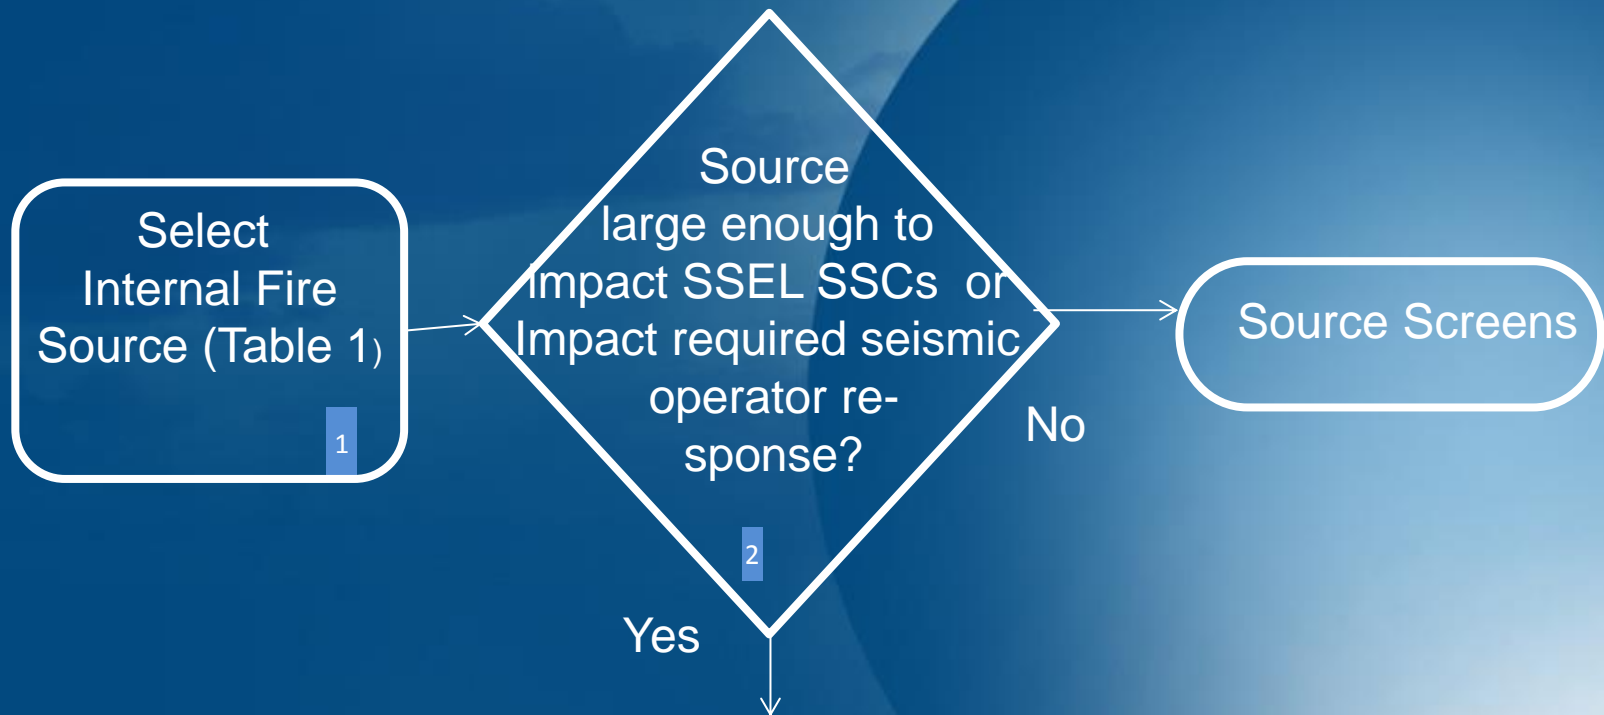 Select
Internal Fire
Source (Table 1)
1
Source
large enough to
Impact SSEL SSCs or
Impact required seismic
operator re-
sponse?
2
No
Yes
Source Screens